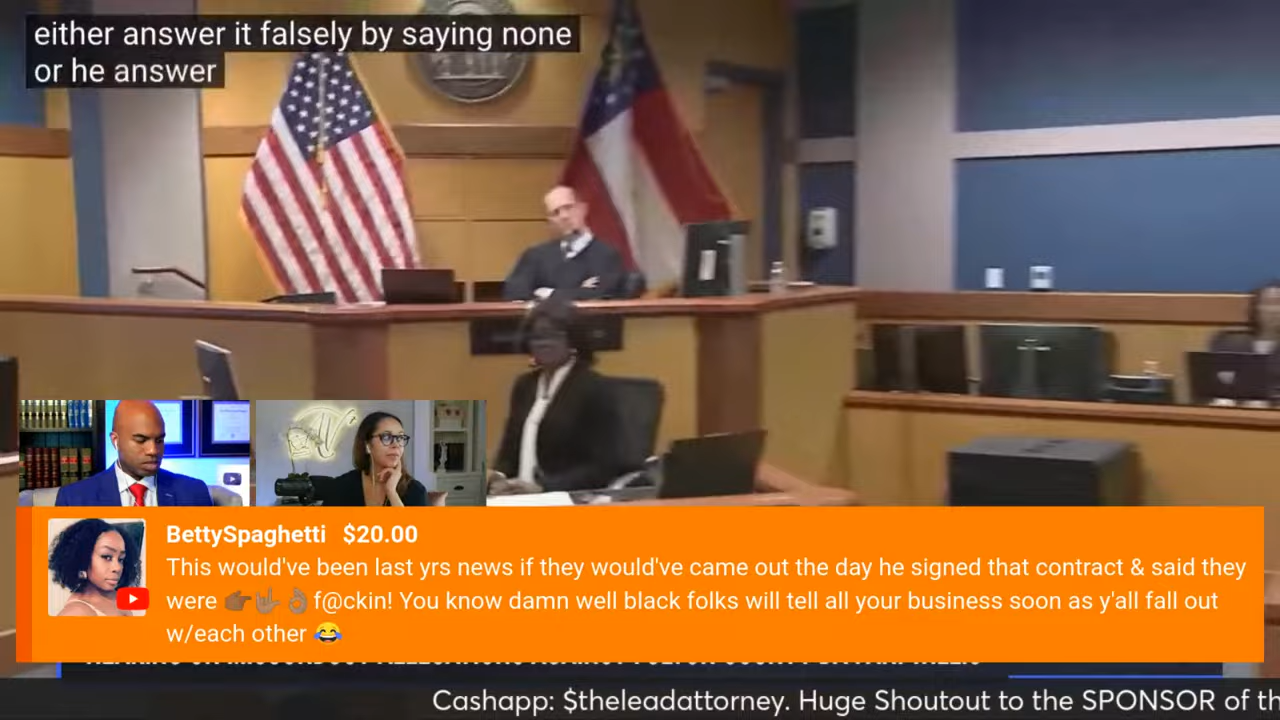 either answer it falsely by saying none
or he answer
BettySpaghetti $20.00
This would've been last yrs news if they would've came out the day he signed that contract & said they
were 👉🏾🤟🏾👌🏾 f@ckin! You know damn well black folks will tell all your business soon as y'all fall out
w/each other 😂
Cashapp: $theleadattorney. Huge Shoutout to the SPONSOR of th